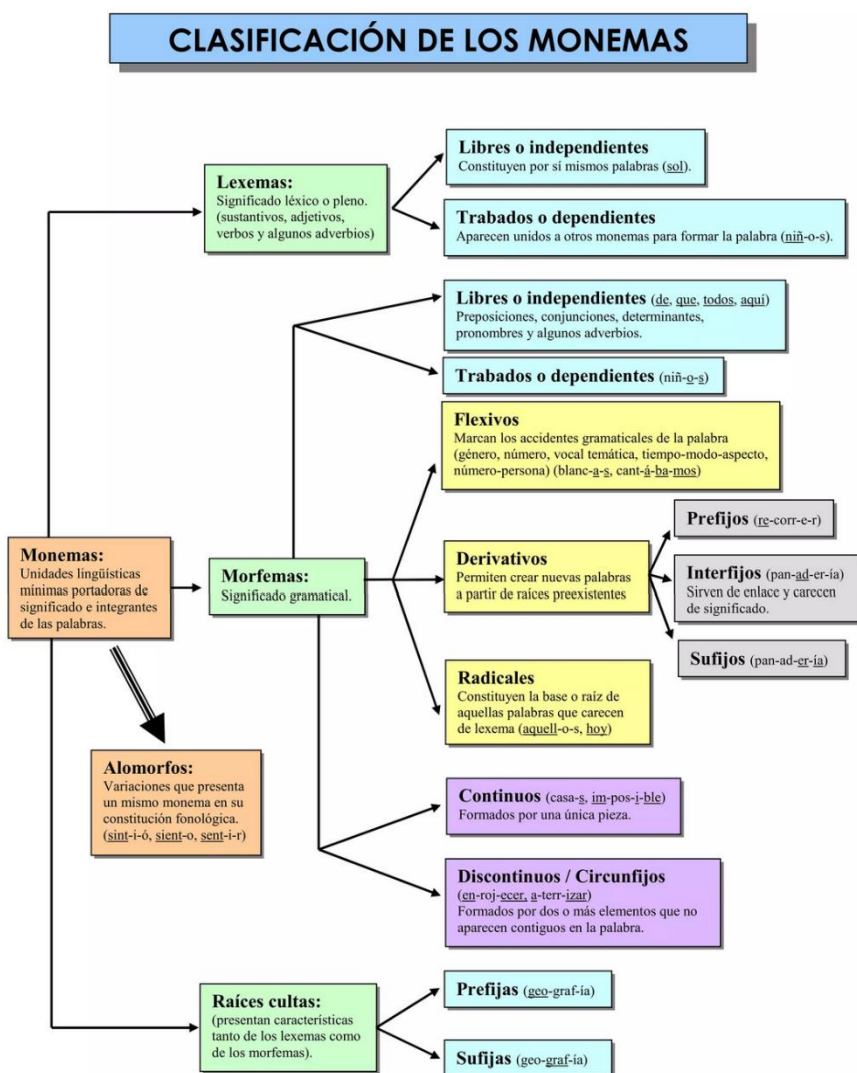 CLASIFICACIÓN DE LOS MONEMAS
Lexemas:
Significado léxico o pleno.
(sustantivos, adjetivos,
verbos y algunos adverbios)
Libres o independientes
Constituyen por sí mismos palabras (sol).
Trabados o dependientes
Aparecen unidos a otros monemas para formar la palabra (niñ-o-s).
Libres o independientes (de, que, todos, aquí)
Preposiciones, conjunciones, determinantes,
pronombres y algunos adverbios.
Trabados o dependientes (niñ-o-s)
Flexivos
Marcan los accidentes gramaticales de la palabra
(género, número, vocal temática, tiempo-modo-aspecto,
número-persona) (blanc-a-s, cant-á-ba-mos)
Monemas:
Unidades lingüísticas
mínimas portadoras de
significado e integrantes
de las palabras.
Morfemas:
Significado gramatical.
Derivativos
Permiten crear nuevas palabras
a partir de raíces preexistentes
Prefijos (re-corr-e-r)
Interfijos (pan-ad-er-ía)
Sirven de enlace y carecen
de significado.
Sufijos (pan-ad-er-ía)
Radicales
Constituyen la base o raíz de
aquellas palabras que carecen
de lexema (aquell-o-s, hoy)
Alomorfos:
Variaciones que presenta
un mismo monema en su
constitución fonológica.
(sint-i-ó, sient-o, sent-i-r)
Continuos (casa-s, im-pos-i-ble)
Formados por una única pieza.
Discontinuos / Circunfijos
(en-roj-ecer, a-terr-izar)
Formados por dos o más elementos que no
aparecen contiguos en la palabra.
Raíces cultas:
(presentan características
tanto de los lexemas como
de los morfemas).
Prefijas (geo-graf-ía)
Sufijas (geo-graf-ía)